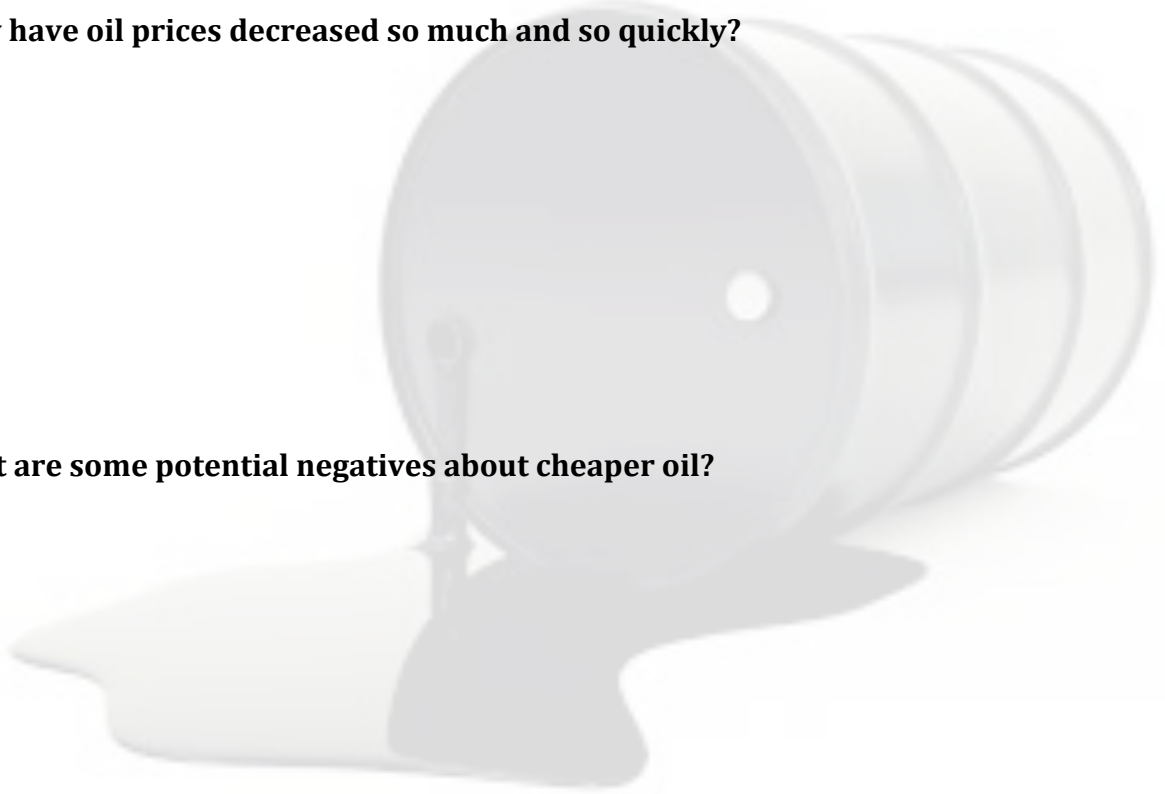 have oil prices decreased so much and so quickly?
are some potential negatives about cheaper oil?